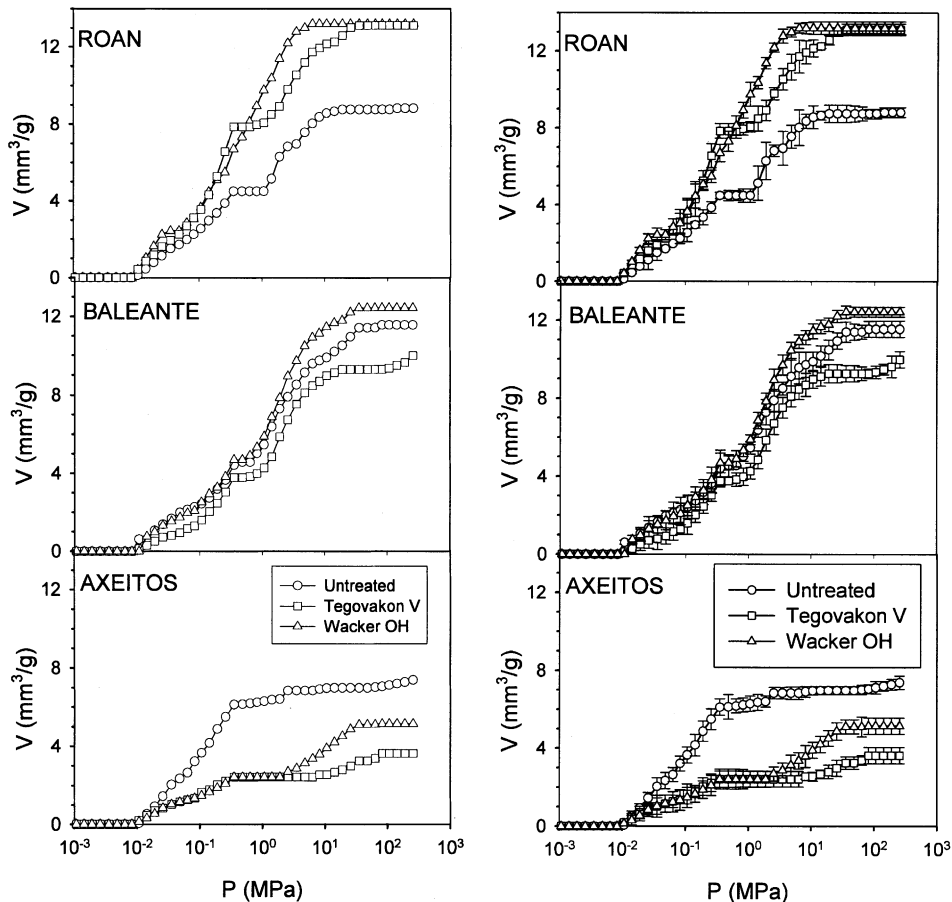 ROAN
V (mm³/g)
12
8
4
0
BALEANTE
V (mm³/g)
12
8
4
0
AXEITOS
Untreated
Tegovakon V
Wacker OH
V (mm³/g)
12
8
4
0
10⁻³ 10⁻² 10⁻¹ 10⁰ 10¹ 10² 10³
P (MPa)
ROAN
V (mm³/g)
12
8
4
0
BALEANTE
V (mm³/g)
12
8
4
0
AXEITOS
Untreated
Tegovakon V
Wacker OH
V (mm³/g)
12
8
4
0
10⁻³ 10⁻² 10⁻¹ 10⁰ 10¹ 10² 10³
P (MPa)